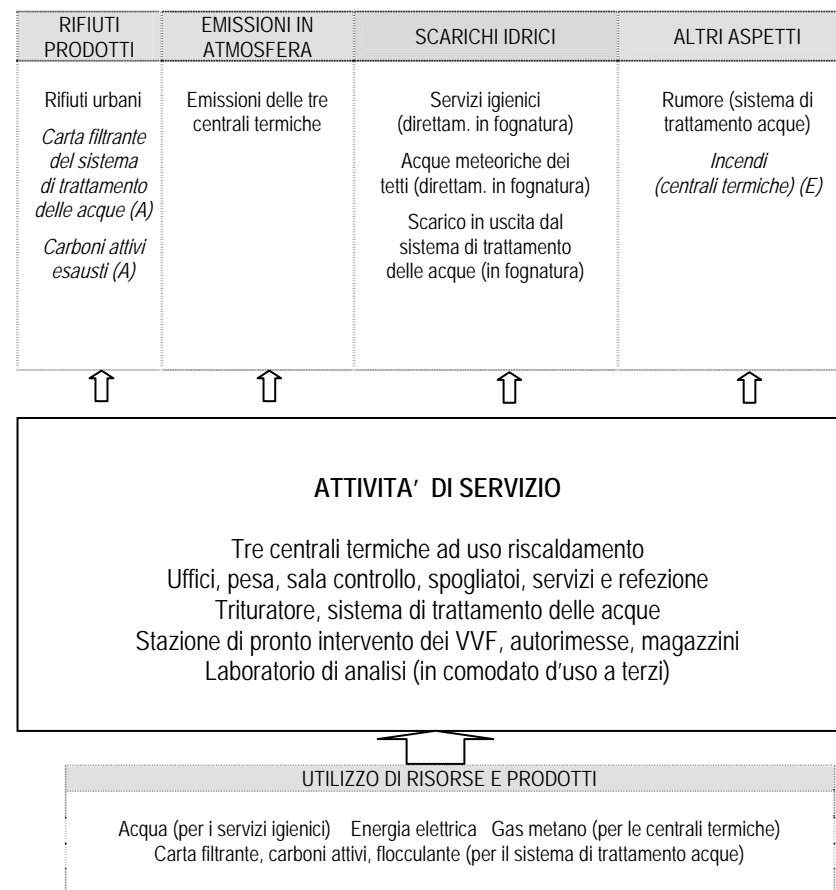 RIFIUTI
PRODOTTI
EMISSIONI IN
ATMOSFERA
SCARICHI IDRICI
ALTRI ASPETTI
Rifiuti urbani
Carta filtrante
del sistema
di trattamento
delle acque (A)
Carboni attivi
esausti (A)
Emissioni delle tre
centrali termiche
Servizi igienici
(direttam. in fognatura)
Acque meteoriche dei
tetti (direttam. in fognatura)
Scarico in uscita dal
sistema di trattamento
delle acque (in fognatura)
Rumore (sistema di
trattamento acque)
Incendi
(centrali termiche) (E)
ATTIVITA' DI SERVIZIO
Tre centrali termiche ad uso riscaldamento
Uffici, pesa, sala controllo, spogliatoi, servizi e refezione
Trituratore, sistema di trattamento delle acque
Stazione di pronto intervento dei VVF, autorimesse, magazzini
Laboratorio di analisi (in comodato d'uso a terzi)
UTILIZZO DI RISORSE E PRODOTTI
Acqua (per i servizi igienici) Energia elettrica Gas metano (per le centrali termiche)
Carta filtrante, carboni attivi, flocculante (per il sistema di trattamento acque)